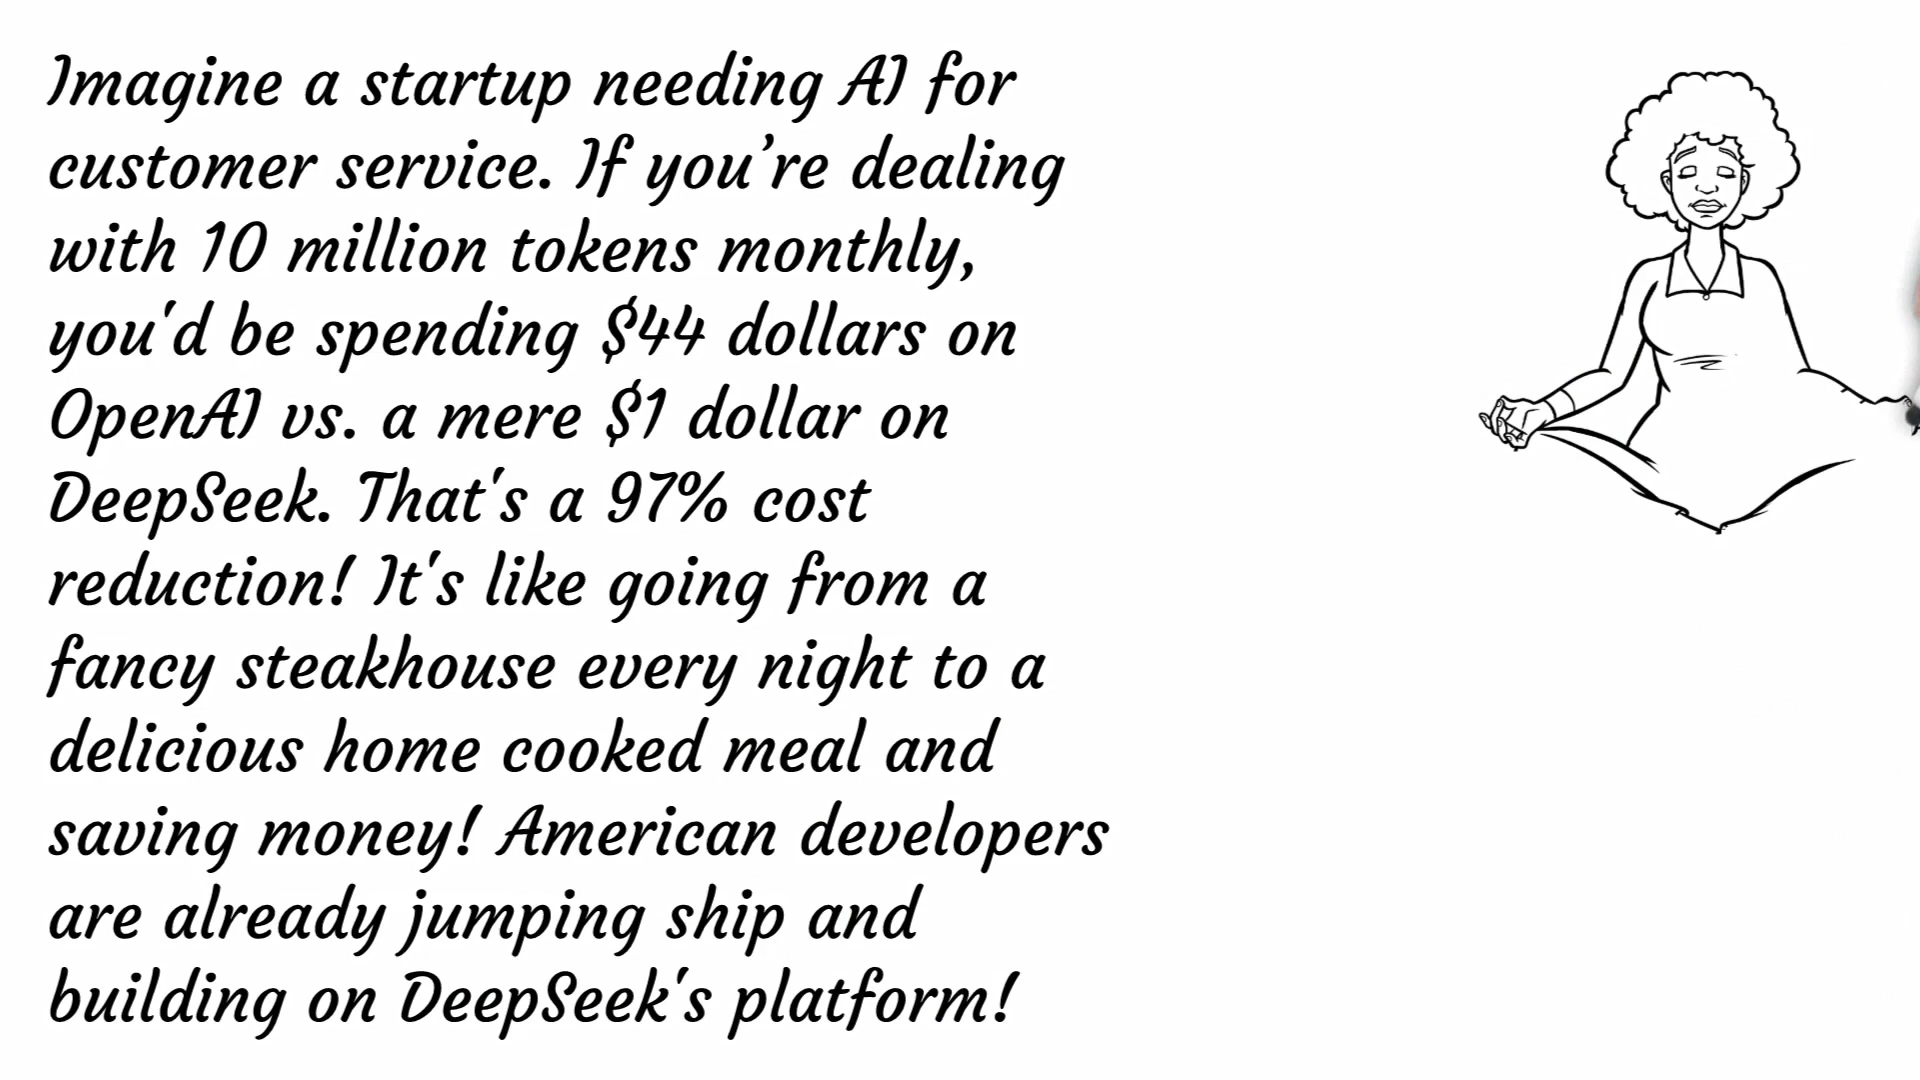 Imagine a startup needing AI for
customer service. If you’re dealing
with 10 million tokens monthly,
you'd be spending $44 dollars on
OpenAI vs. a mere $1 dollar on
DeepSeek. That's a 97% cost
reduction! It's like going from a
fancy steakhouse every night to a
delicious home cooked meal and
saving money! American developers
are already jumping ship and
building on DeepSeek's platform!